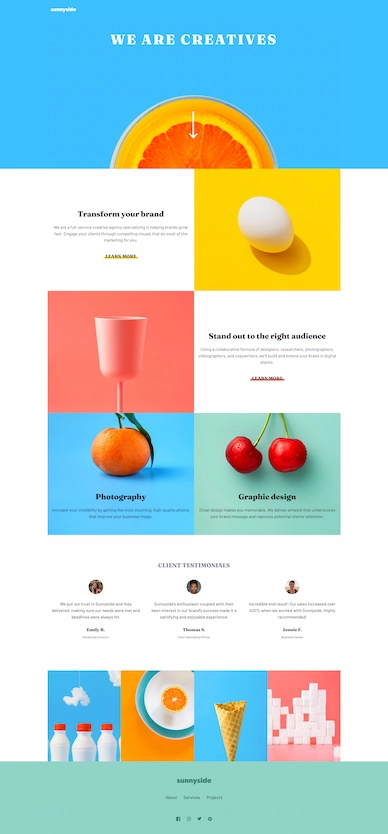 sunnyside
WE ARE CREATIVES
Transform your brand
We are a full-service creative agency specializing in helping brands grow
fast. Engage your clients through compelling visuals that do most of the
marketing for you.
LEARN MORE
Stand out to the right audience
Using a collaborative formula of designers, researchers, photographers,
videographers, and copywriters, we'll build and extend your brand in digital
places.
LEARN MORE
Photography
Increase your credibility by getting the most stunning, high-quality photos
that improve your business image.
Graphic design
Great design makes you memorable. We deliver artwork that underscores
your brand message and captures potential clients' attention.
CLIENT TESTIMONIALS
We put our trust in Sunnyside and they
delivered, making sure our needs were met and
deadlines were always hit.
Emily R.
Marketing Director
Sunnyside's enthusiasm coupled with their
keen interest in our brand's success made it a
satisfying and enjoyable experience.
Thomas S.
Chief Operating Officer
Incredible end result! Our sales increased over
400% when we worked with Sunnyside. Highly
recommended!
Jennie F.
Business Owner
sunnyside
About Services Projects